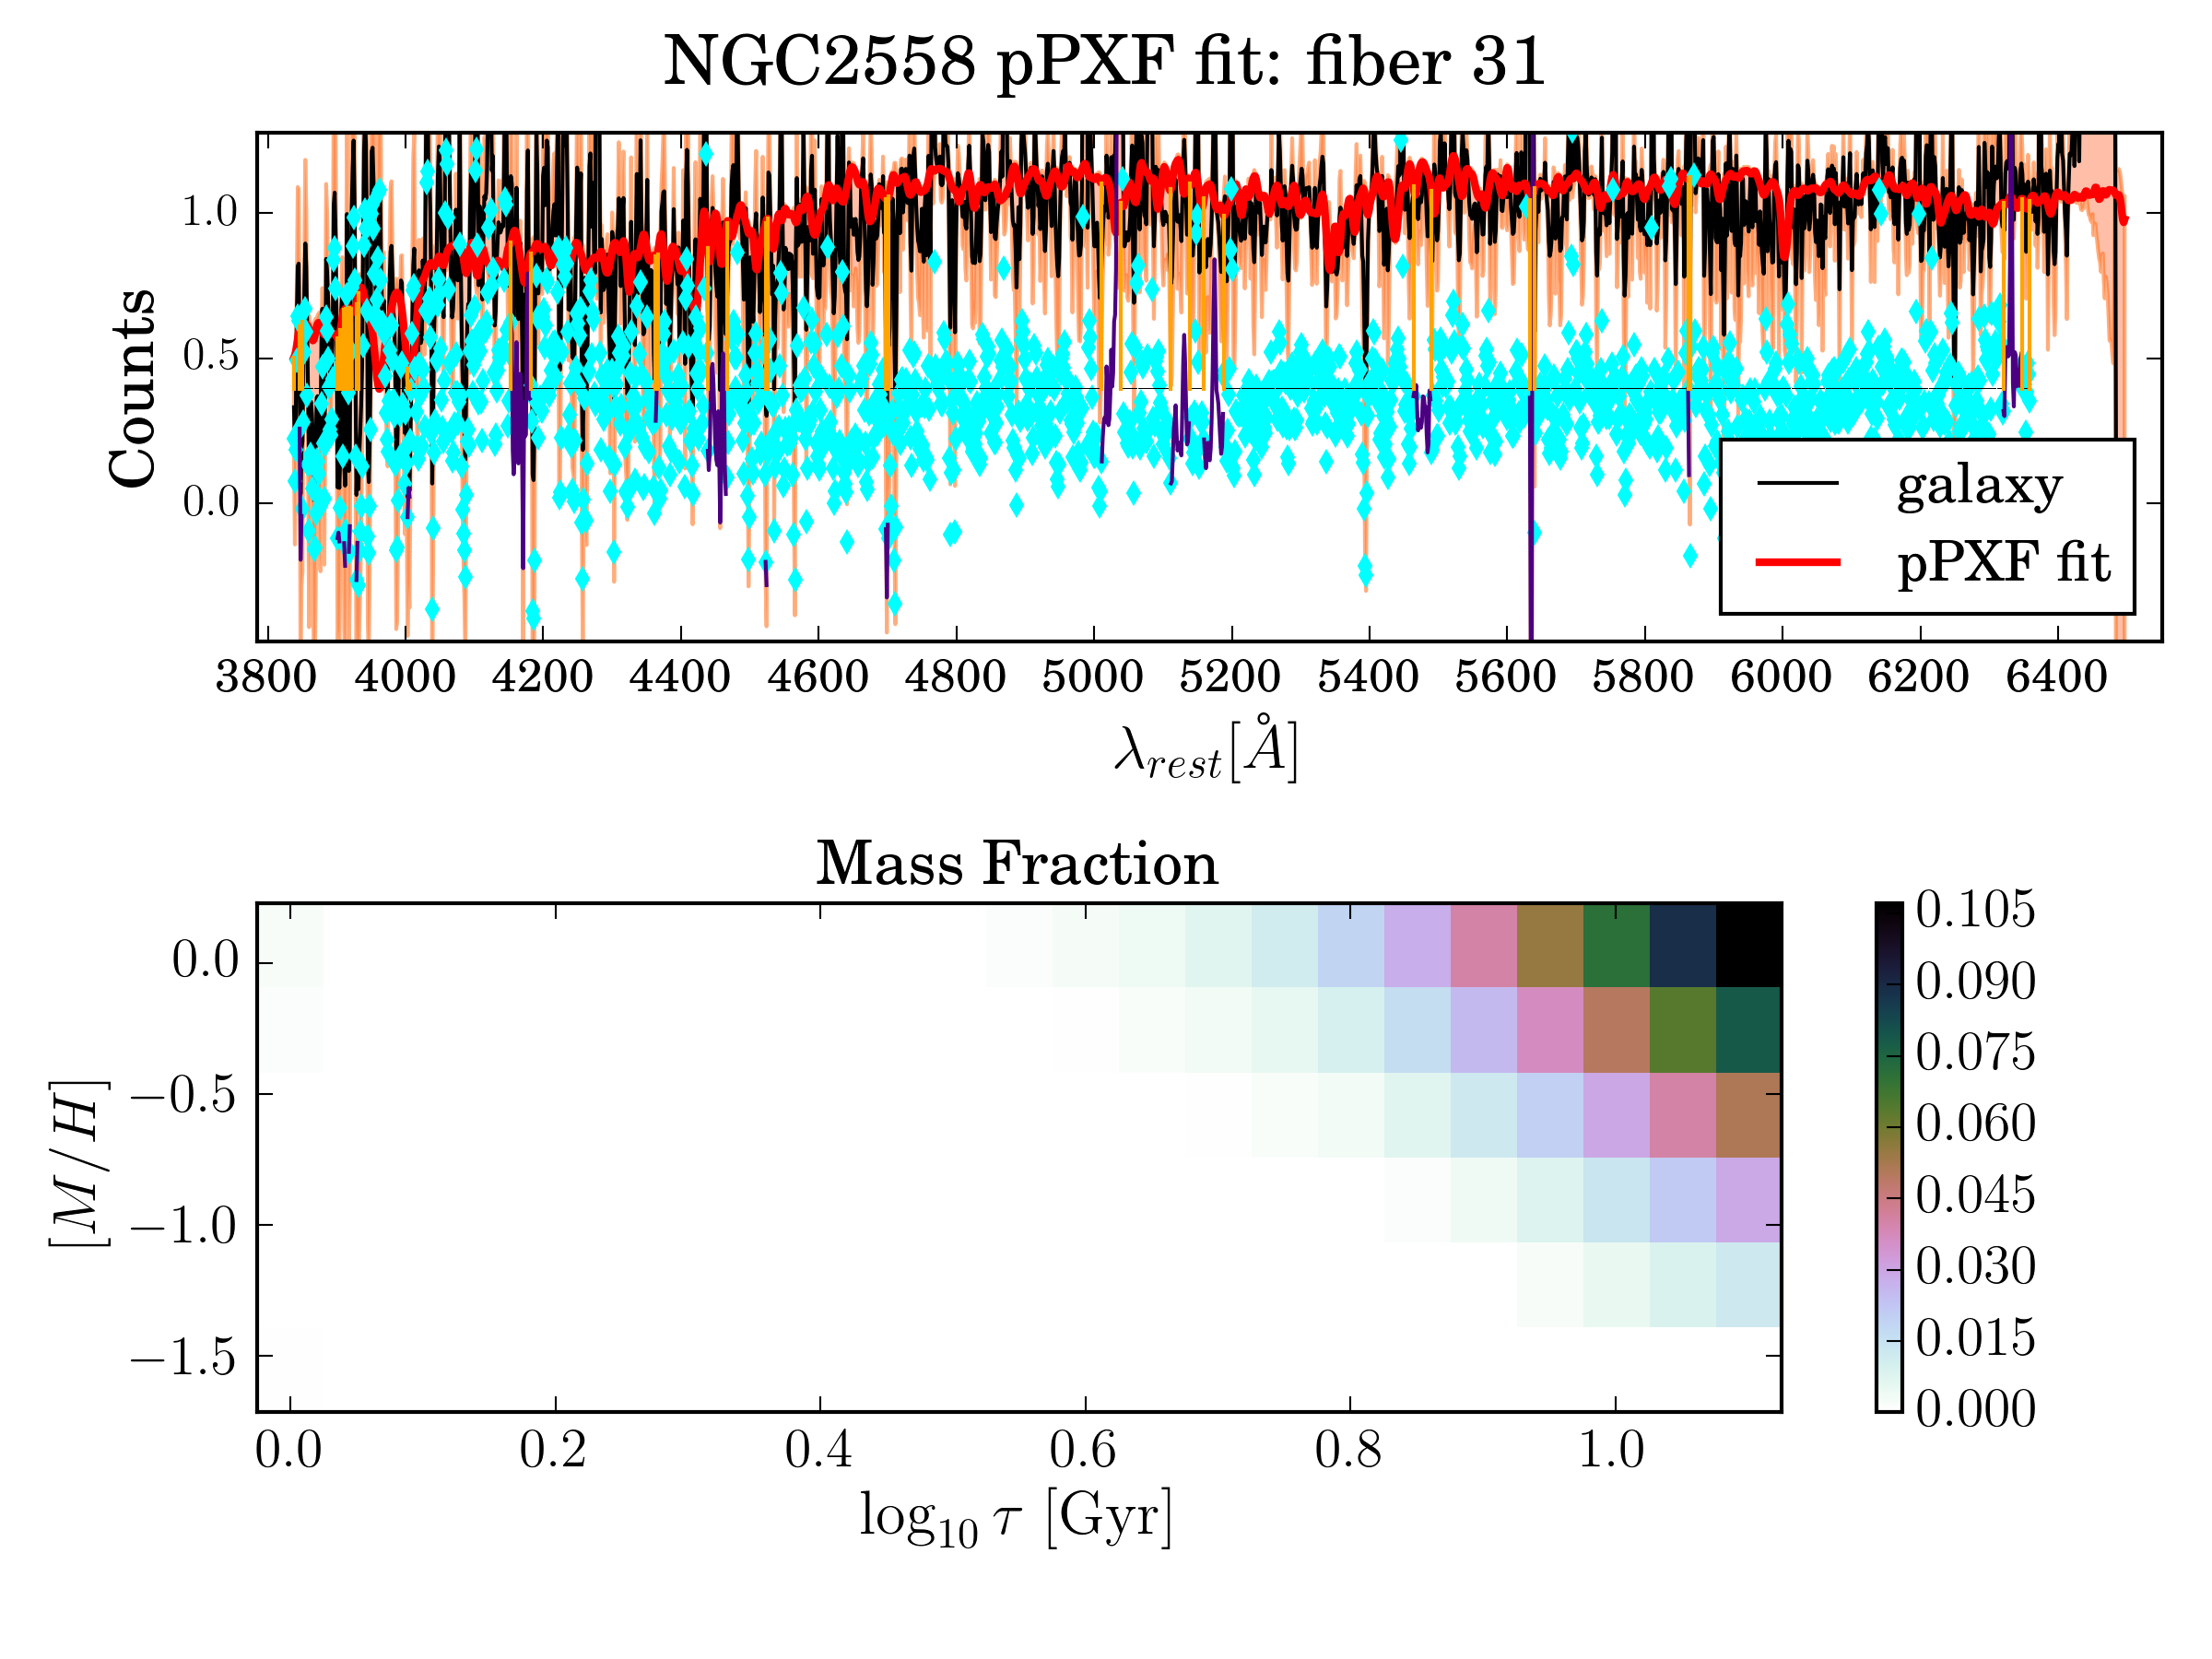 NGC2558 pPXF fit: fiber 31
Counts
1.0
0.5
0.0
galaxy
pPXF fit
3800 4000 4200 4400 4600 4800 5000 5200 5400 5600 5800 6000 6200 6400
λrest[Å]
Mass Fraction
[M/H]
0.0
−0.5
−1.0
−1.5
0.105
0.090
0.075
0.060
0.045
0.030
0.015
0.000
0.0 0.2 0.4 0.6 0.8 1.0
log10 τ [Gyr]